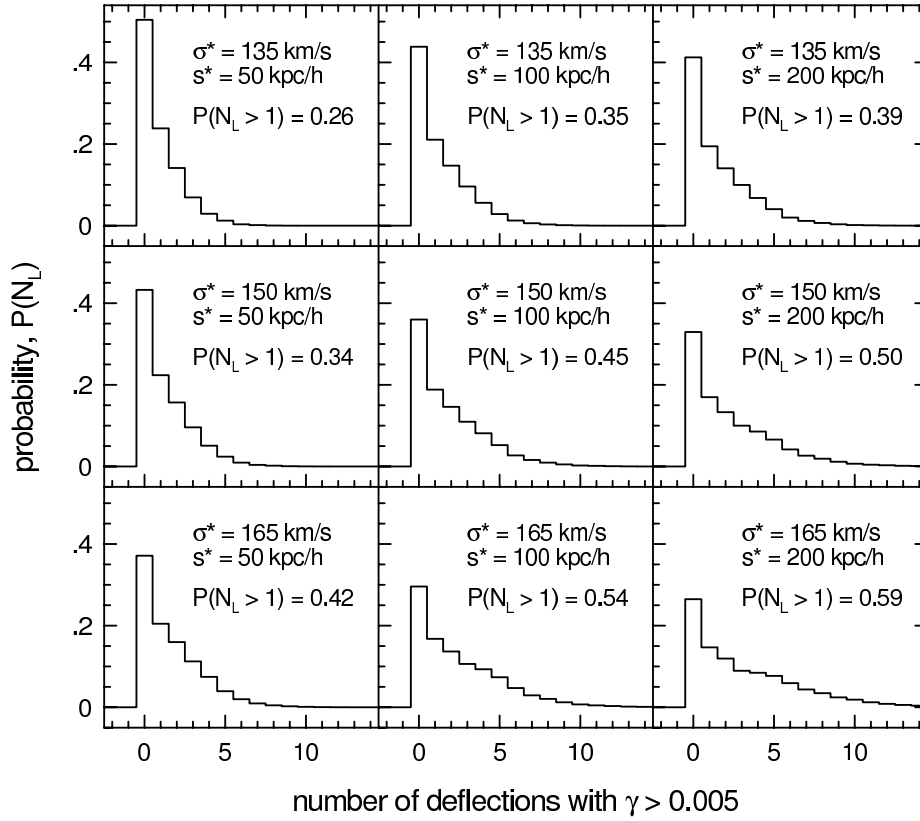 probability, P(N_L)
.4
.2
0
σ* = 135 km/s
s* = 50 kpc/h
P(N_L > 1) = 0.26
σ* = 135 km/s
s* = 100 kpc/h
P(N_L > 1) = 0.35
σ* = 135 km/s
s* = 200 kpc/h
P(N_L > 1) = 0.39
.4
.2
0
σ* = 150 km/s
s* = 50 kpc/h
P(N_L > 1) = 0.34
σ* = 150 km/s
s* = 100 kpc/h
P(N_L > 1) = 0.45
σ* = 150 km/s
s* = 200 kpc/h
P(N_L > 1) = 0.50
.4
.2
0
σ* = 165 km/s
s* = 50 kpc/h
P(N_L > 1) = 0.42
σ* = 165 km/s
s* = 100 kpc/h
P(N_L > 1) = 0.54
σ* = 165 km/s
s* = 200 kpc/h
P(N_L > 1) = 0.59
0 5 10 0 5 10 0 5 10
number of deflections with γ > 0.005